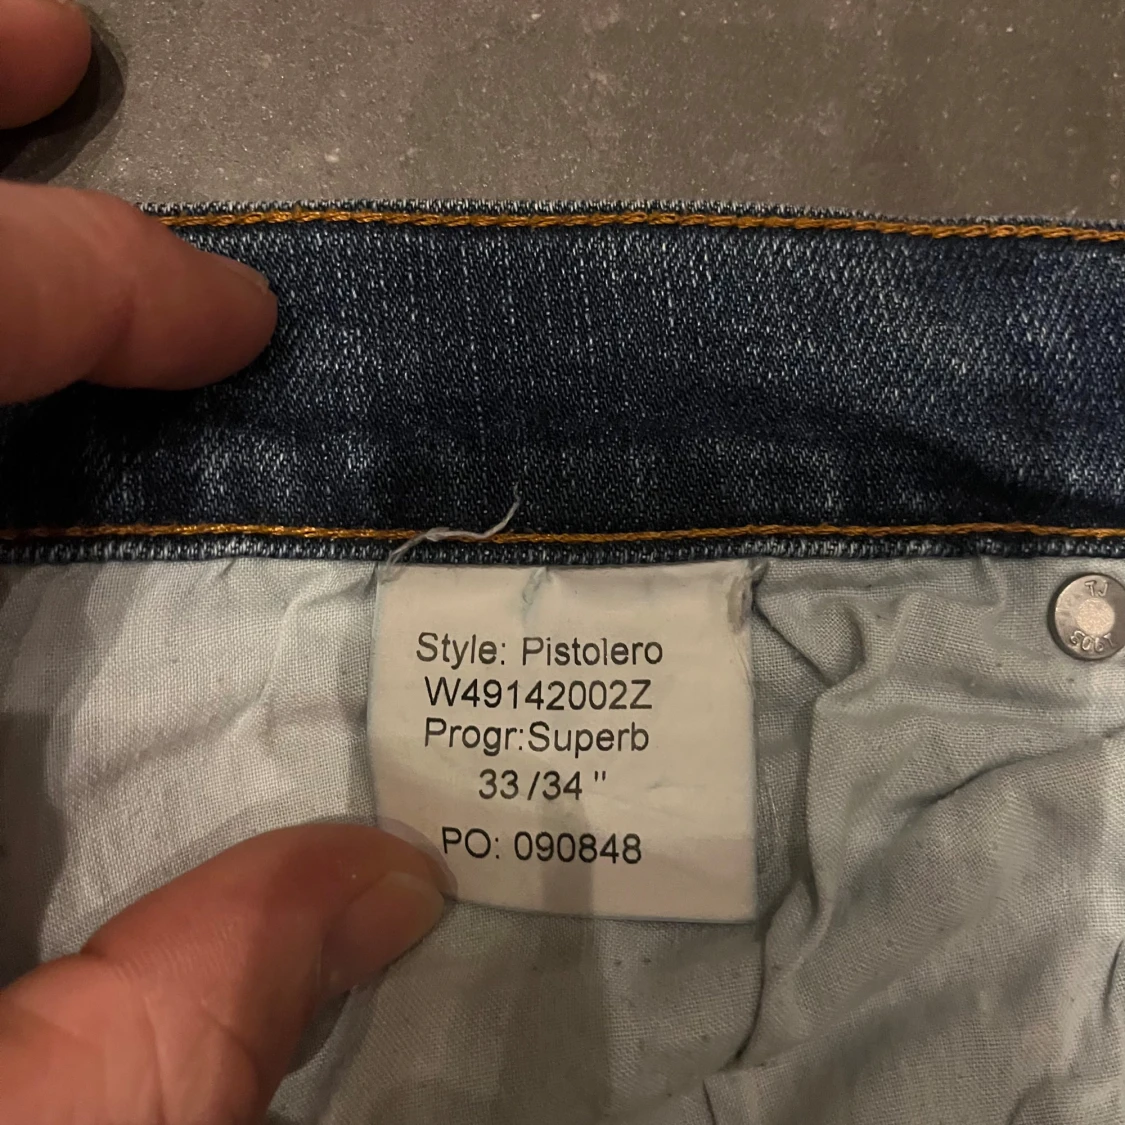 Style: Pistolero
W49142002Z
Progr:Superb
33/34"
PO: 090848